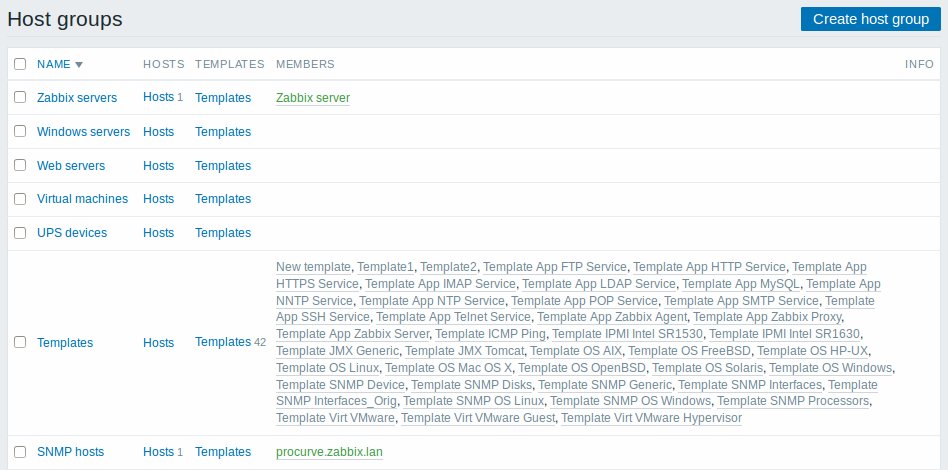 Host groups
Create host group
NAME HOSTS TEMPLATES MEMBERS INFO
Zabbix servers Hosts 1 Templates Zabbix server
Windows servers Hosts Templates
Web servers Hosts Templates
Virtual machines Hosts Templates
UPS devices Hosts Templates
Templates Hosts Templates 42
New template, Template1, Template2, Template App FTP Service, Template App HTTP Service, Template App
HTTPS Service, Template App IMAP Service, Template App LDAP Service, Template App MySQL, Template App
NNTP Service, Template App NTP Service, Template App POP Service, Template App SMTP Service, Template
App SSH Service, Template App Telnet Service, Template App Zabbix Agent, Template App Zabbix Proxy,
Template App Zabbix Server, Template ICMP Ping, Template IPMI Intel SR1530, Template IPMI Intel SR1630,
Template JMX Generic, Template JMX Tomcat, Template OS AIX, Template OS FreeBSD, Template OS HP-UX,
Template OS Linux, Template OS Mac OS X, Template OS OpenBSD, Template OS Solaris, Template OS Windows,
Template SNMP Device, Template SNMP Disks, Template SNMP Generic, Template SNMP Interfaces, Template
SNMP Interfaces_Orig, Template SNMP OS Linux, Template SNMP OS Windows, Template SNMP Processors,
Template Virt VMware, Template Virt VMware Guest, Template Virt VMware Hypervisor
SNMP hosts Hosts 1 Templates procurve.zabbix.lan